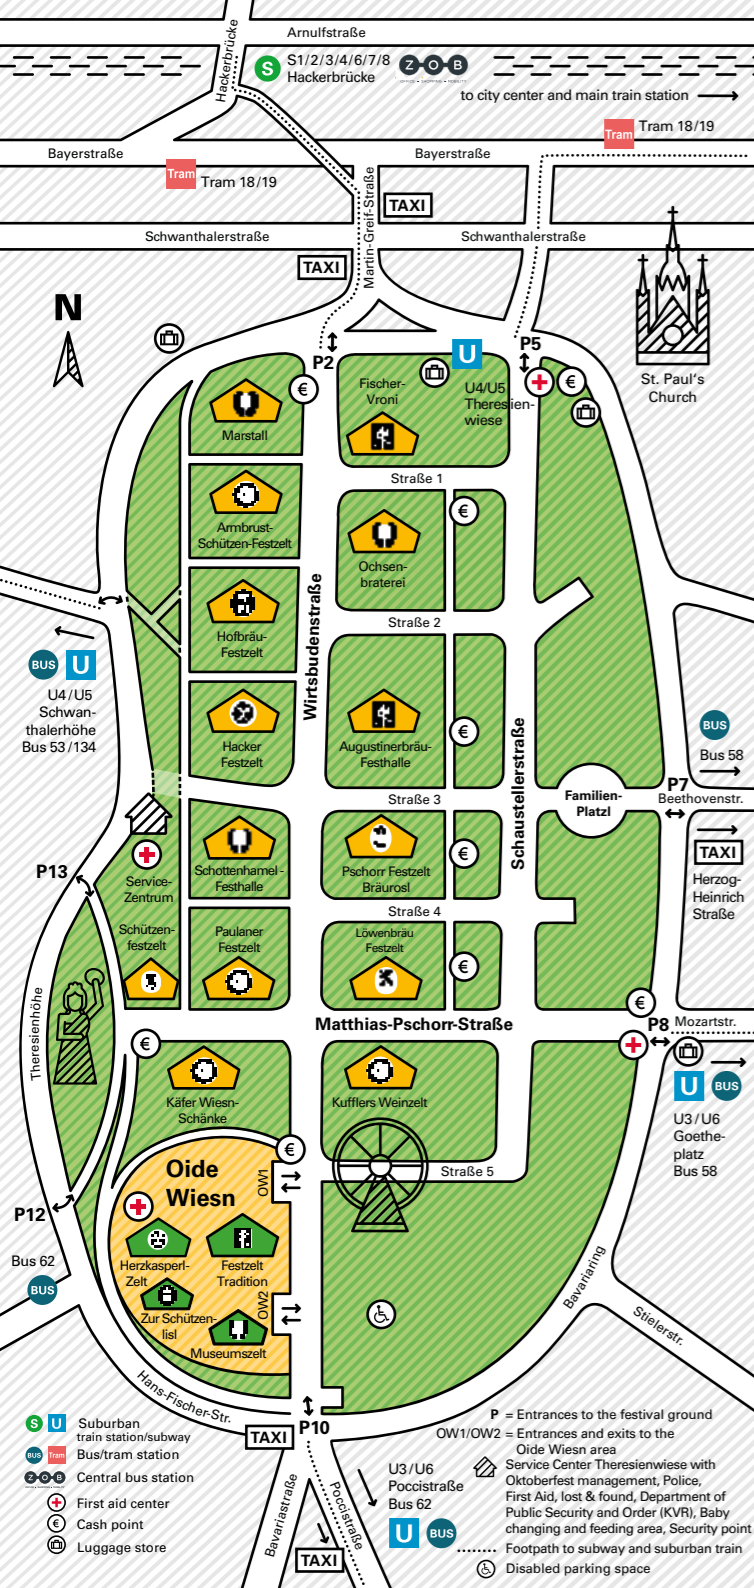 Arnulfstraße
Hackerbrücke
S
S1/2/3/4/6/7/8
Hackerbrücke
Z O B
to city center and main train station
Tram
Tram 18/19
Bayerstraße
Bayerstraße
Tram
Tram 18/19
Martin-Greif-Straße
TAXI
Schwanthalerstraße
Schwanthalerstraße
TAXI
N
P2
U
P5
U4/U5
Theresien-
wiese
St. Paul's
Church
€
€
Fischer-
Vroni
Marstall
Straße 1
€
Armbrust-
Schützen-Festzelt
Ochsen-
braterei
Wirtsbudenstraße
Hofbräu-
Festzelt
Straße 2
BUS
U
U4/U5
Schwan-
thalerhöhe
Bus 53/134
Hacker
Festzelt
Augustinerbräu-
Festhalle
€
Schaustellerstraße
BUS
Bus 58
P7
Beethovenstr.
Familien-
Platzl
Straße 3
TAXI
Herzog-
Heinrich
Straße
P13
Service-
Zentrum
Schottenhamel-
Festhalle
Pschorr Festzelt
Bräurosl
€
Straße 4
Schützen-
festzelt
Paulaner
Festzelt
Löwenbräu
Festzelt
€
Theresienhöhe
Matthias-Pschorr-Straße
€
P8
Mozartstr.
€
U
BUS
U3/U6
Goethe-
platz
Bus 58
Käfer Wiesn-
Schänke
Kufflers Weinzelt
€
Oide
Wiesn
OW1
Straße 5
P12
Bus 62
BUS
Herzkasperl-
Zelt
Festzelt
Tradition
Zur Schützen-
lisl
OW2
Museumszelt
Bavariaring
Stielerstr.
Hans-Fischer-Str.
P10
TAXI
Bavariastraße
Poccistraße
TAXI
U3/U6
Poccistraße
Bus 62
U
BUS
S U Suburban
train station/subway
BUS Tram Bus/tram station
Z O B Central bus station
First aid center
€ Cash point
Luggage store
P = Entrances to the festival ground
OW1/OW2 = Entrances and exits to the
Oide Wiesn area
Service Center Theresienwiese with
Oktoberfest management, Police,
First Aid, lost & found, Department of
Public Security and Order (KVR), Baby
changing and feeding area, Security point
Footpath to subway and suburban train
Disabled parking space